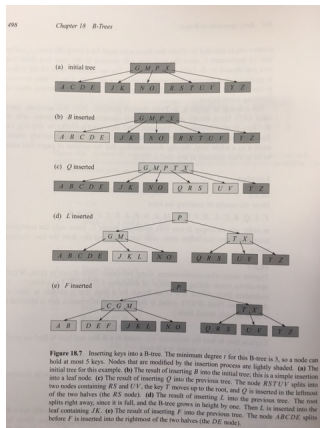 498
Chapter 18 B-Trees
(a) initial tree
G M P X
A C D E
J K
N O
R S T U V
Y Z
(b) B inserted
G M P X
A B C D E
J K
N O
R S T U V
Y Z
(c) Q inserted
G M P T X
A B C D E
J K
N O
Q R S
U V
Y Z
(d) L inserted
P
G M
T X
A B C D E
J K L
N O
Q R S
U V
Y Z
(e) F inserted
P
C G M
T X
A B
D E F
J K L
N O
Q R S
U V
Y Z
Figure 18.7 Inserting keys into a B-tree. The minimum degree t for this B-tree is 3, so a node can
hold at most 5 keys. Nodes that are modified by the insertion process are lightly shaded. (a) The
initial tree for this example. (b) The result of inserting B into the initial tree; this is a simple insertion
into a leaf node. (c) The result of inserting Q into the previous tree. The node RSTUV splits into
two nodes containing RS and UV, the key T moves up to the root, and Q is inserted in the leftmost
of the two halves (the RS node). (d) The result of inserting L into the previous tree. The root
splits right away, since it is full, and the B-tree grows in height by one. Then L is inserted into the
leaf containing JK. (e) The result of inserting F into the previous tree. The node ABCDE splits
before F is inserted into the rightmost of the two halves (the DE node).